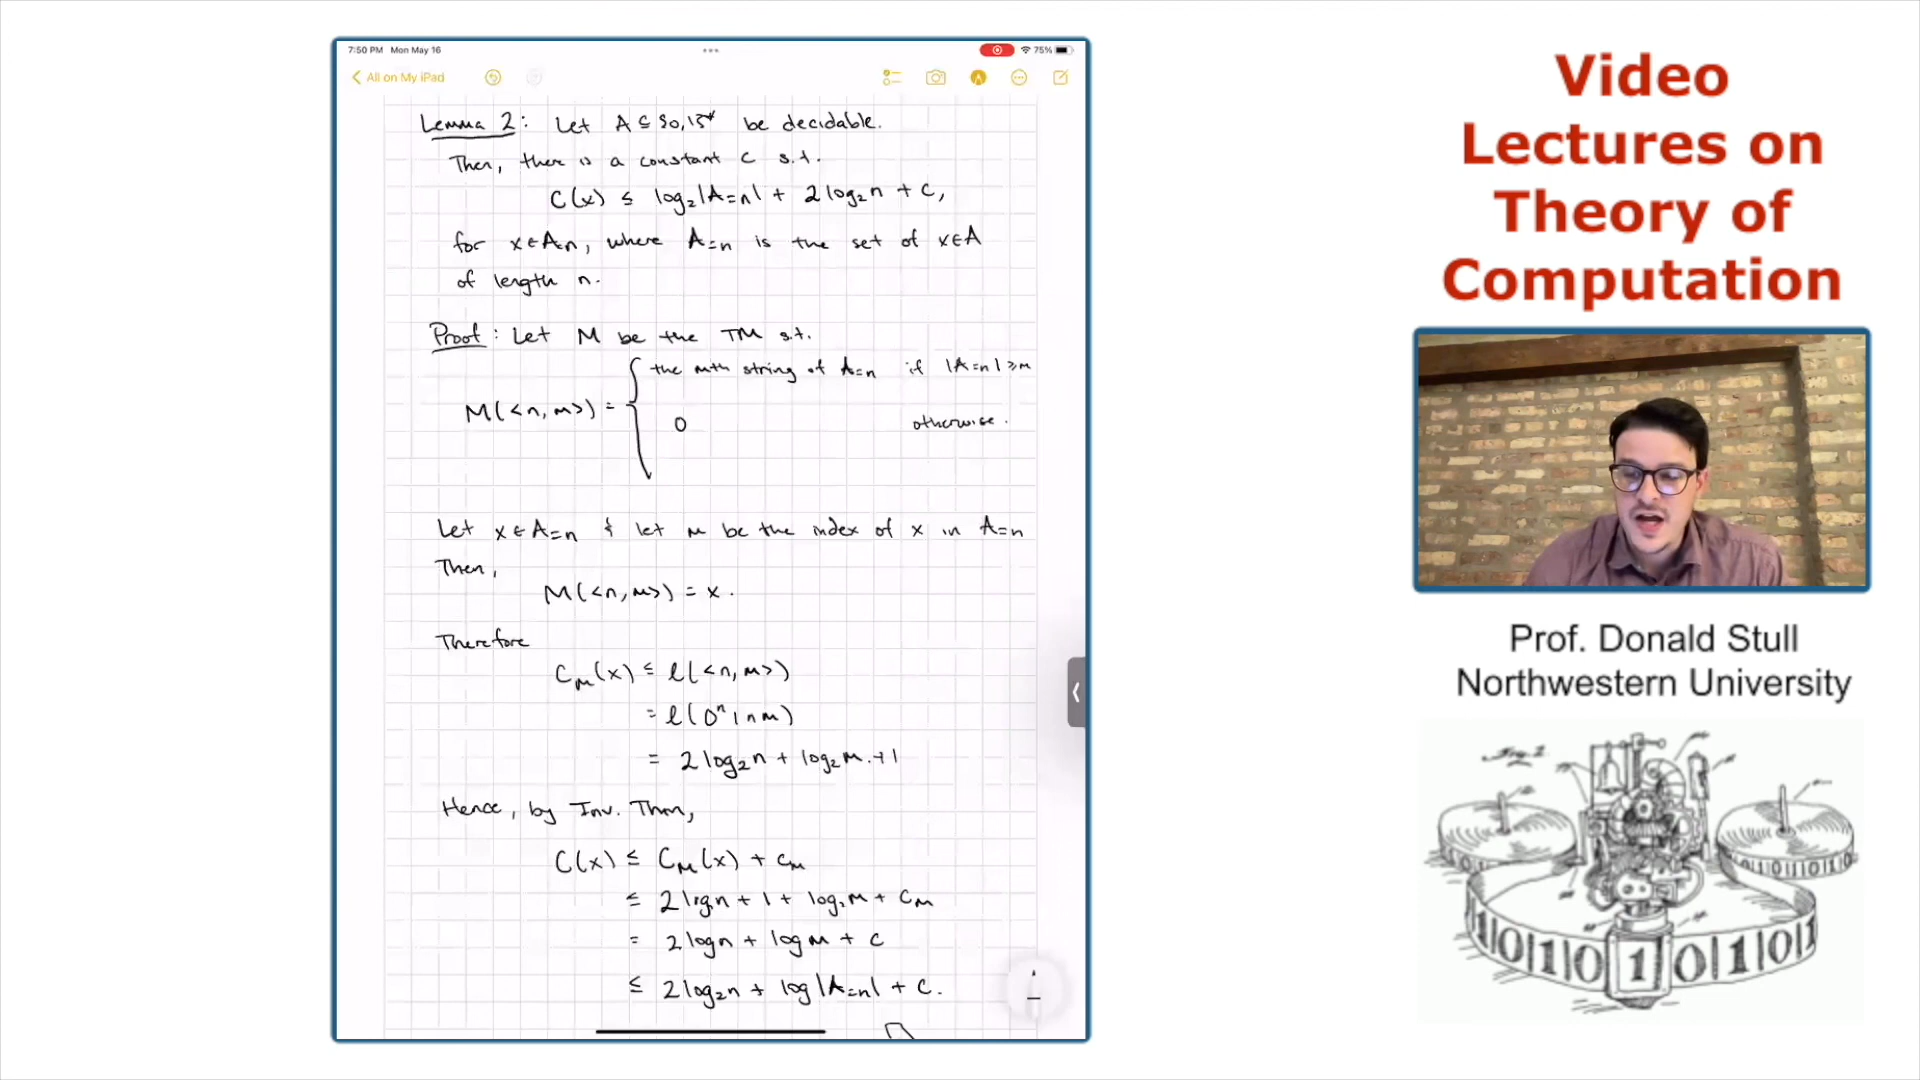 7:50 PM Mon May 16
75%
All on My iPad
Lemma 2: Let A ⊆ {0,1}* be decidable.
Then, there is a constant c s.t.
C(x) ≤ log₂|A=n| + 2log₂n + c,
for x∈A=n, where A=n is the set of x∈A
of length n.
Proof: Let M be the TM s.t.
M(<n,m>) = { the mth string of A=n if |A=n| ≥ m
0 otherwise.
Let x∈A=n & let m be the index of x in A=n
Then,
M(<n,m>) = x.
Therefore
C_M(x) ≤ l(<n,m>)
= l(0ⁿ1nm)
= 2log₂n + log₂m + 1
Hence, by Inv. Thm,
C(x) ≤ C_M(x) + c_M
≤ 2logn + 1 + log₂m + c_M
= 2logn + logm + c
≤ 2log₂n + log|A=n| + c.
Video
Lectures on
Theory of
Computation
Prof. Donald Stull
Northwestern University
101010101011